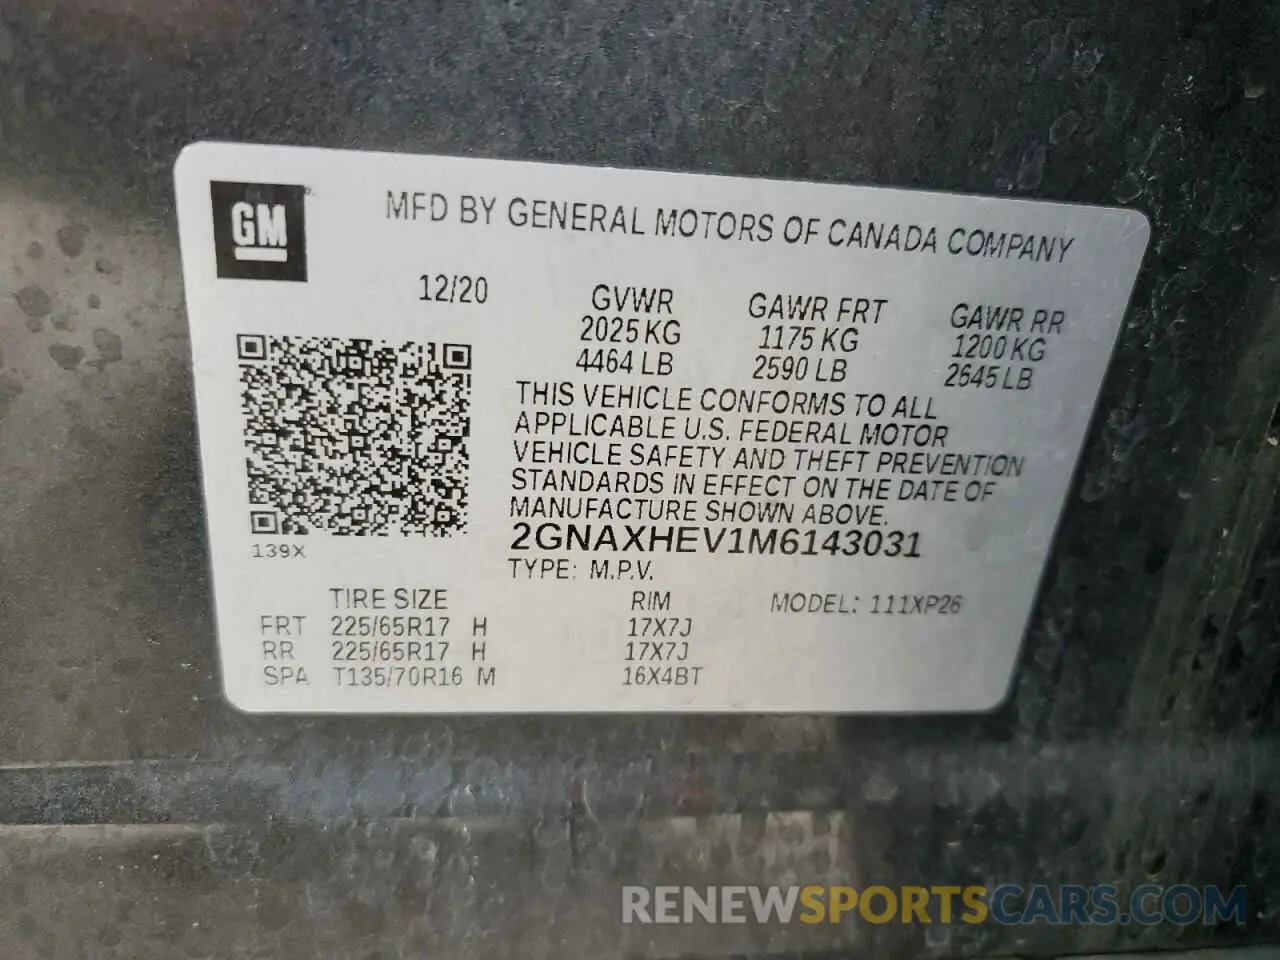 GM
MFD BY GENERAL MOTORS OF CANADA COMPANY
12/20
GVWR GAWR FRT GAWR RR
2025 KG 1175 KG 1200 KG
4464 LB 2590 LB 2645 LB
THIS VEHICLE CONFORMS TO ALL
APPLICABLE U.S. FEDERAL MOTOR
VEHICLE SAFETY AND THEFT PREVENTION
STANDARDS IN EFFECT ON THE DATE OF
MANUFACTURE SHOWN ABOVE.
2GNAXHEV1M6143031
139X
TYPE: M.P.V.
TIRE SIZE RIM MODEL: 111XP26
FRT 225/65R17 H 17X7J
RR 225/65R17 H 17X7J
SPA T135/70R16 M 16X4BT
RENEWSPORTSCARS.COM